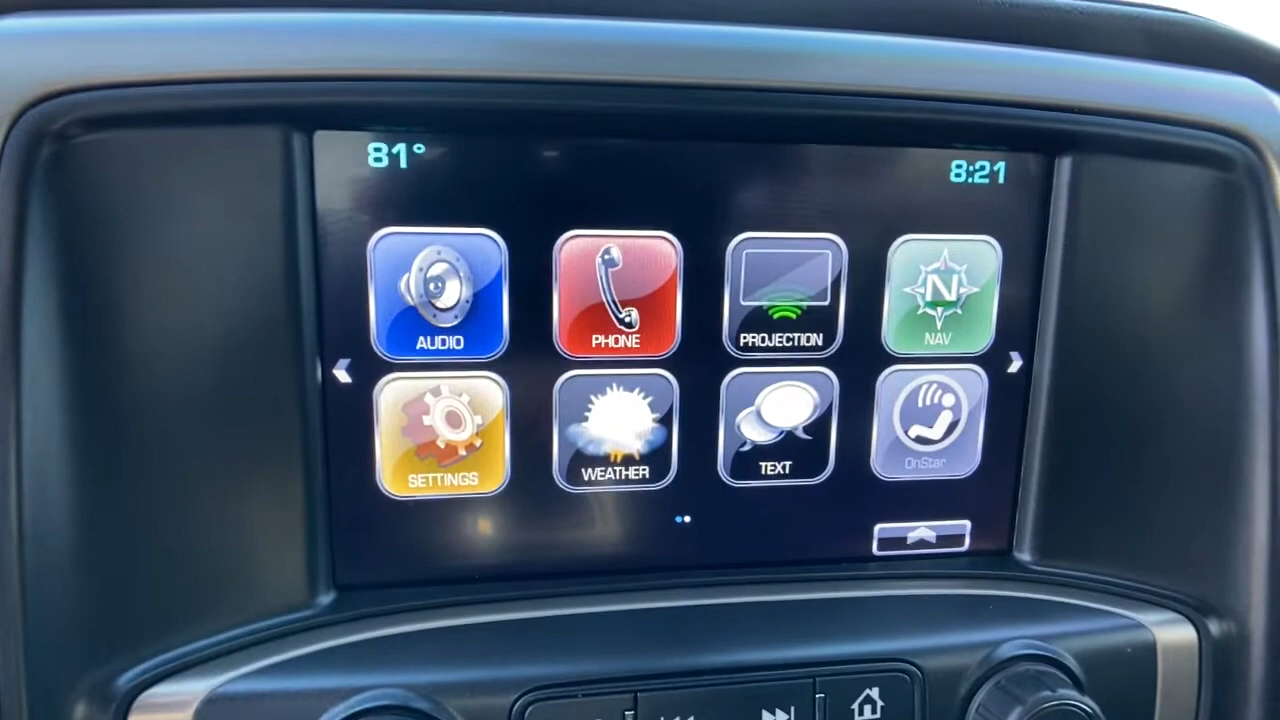 81°
8:21
AUDIO
PHONE
PROJECTION
N
NAV
SETTINGS
WEATHER
TEXT
OnStar